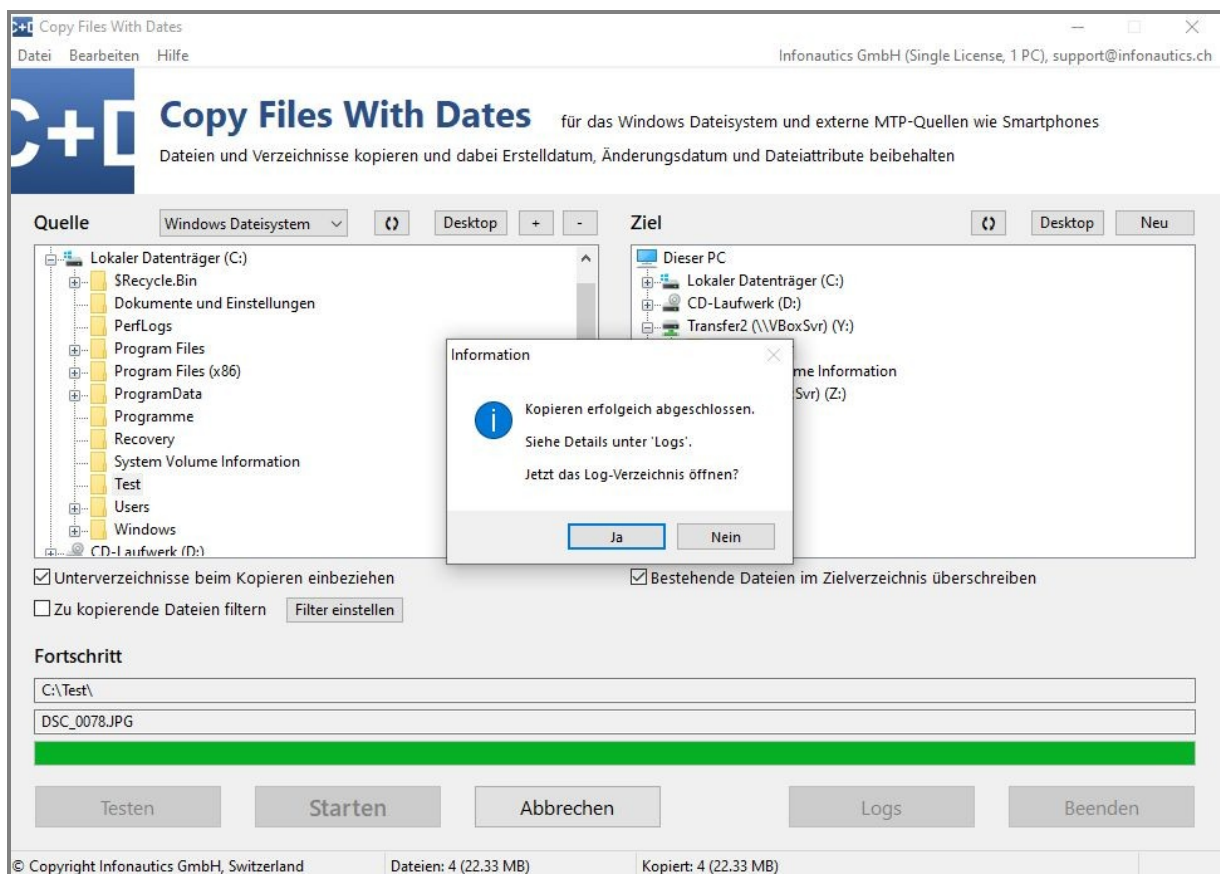 C+D Copy Files With Dates
Datei Bearbeiten Hilfe Infonautics GmbH (Single License, 1 PC), support@infonautics.ch
C+D
Copy Files With Dates für das Windows Dateisystem und externe MTP-Quellen wie Smartphones
Dateien und Verzeichnisse kopieren und dabei Erstelldatum, Änderungsdatum und Dateiattribute beibehalten
Quelle Windows Dateisystem Desktop + - Ziel Desktop Neu
Lokaler Datenträger (C:)
$Recycle.Bin
Dokumente und Einstellungen
PerfLogs
Program Files
Program Files (x86)
ProgramData
Programme
Recovery
System Volume Information
Test
Users
Windows
CD-Laufwerk (D:)
Dieser PC
Lokaler Datenträger (C:)
CD-Laufwerk (D:)
Transfer2 (\\VBoxSvr) (Y:)
me Information
Svr) (Z:)
Information
Kopieren erfolgeich abgeschlossen.
Siehe Details unter 'Logs'.
Jetzt das Log-Verzeichnis öffnen?
Ja Nein
Unterverzeichnisse beim Kopieren einbeziehen Bestehende Dateien im Zielverzeichnis überschreiben
Zu kopierende Dateien filtern Filter einstellen
Fortschritt
C:\Test\
DSC_0078.JPG
Testen Starten Abbrechen Logs Beenden
© Copyright Infonautics GmbH, Switzerland Dateien: 4 (22.33 MB) Kopiert: 4 (22.33 MB)